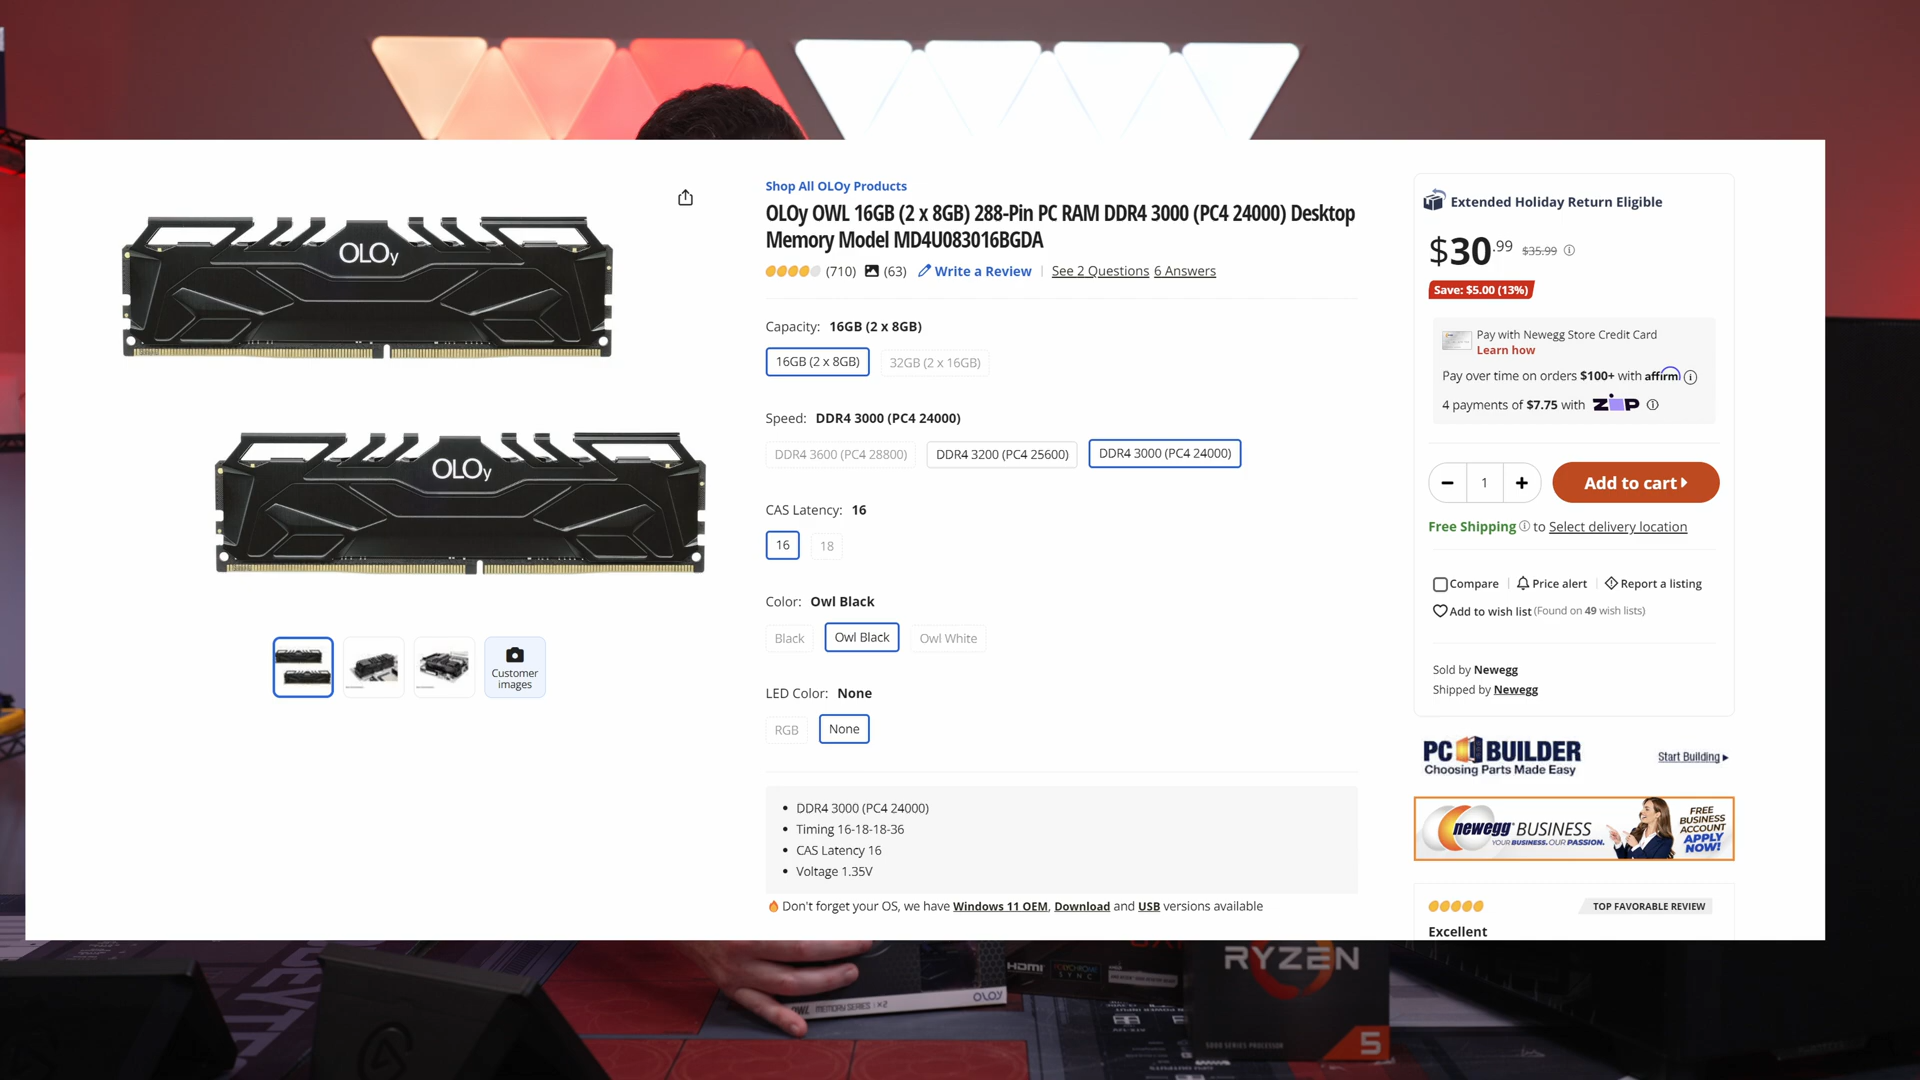 OLOy
OLOy
Customer
images
Shop All OLOy Products
OLOy OWL 16GB (2 x 8GB) 288-Pin PC RAM DDR4 3000 (PC4 24000) Desktop
Memory Model MD4U083016BGDA
(710) (63) Write a Review See 2 Questions 6 Answers
Capacity: 16GB (2 x 8GB)
16GB (2 x 8GB) 32GB (2 x 16GB)
Speed: DDR4 3000 (PC4 24000)
DDR4 3600 (PC4 28800) DDR4 3200 (PC4 25600) DDR4 3000 (PC4 24000)
CAS Latency: 16
16 18
Color: Owl Black
Black Owl Black Owl White
LED Color: None
RGB None
• DDR4 3000 (PC4 24000)
• Timing 16-18-18-36
• CAS Latency 16
• Voltage 1.35V
Don't forget your OS, we have Windows 11 OEM, Download and USB versions available
Extended Holiday Return Eligible
$30.99 $35.99
Save: $5.00 (13%)
Pay with Newegg Store Credit Card
Learn how
Pay over time on orders $100+ with affirm
4 payments of $7.75 with ZIP
− 1 + Add to cart
Free Shipping to Select delivery location
Compare Price alert Report a listing
Add to wish list (Found on 49 wish lists)
Sold by Newegg
Shipped by Newegg
PC BUILDER
Choosing Parts Made Easy
Start Building
newegg BUSINESS
YOUR BUSINESS. OUR PASSION.
FREE
BUSINESS
ACCOUNT
APPLY
NOW!
TOP FAVORABLE REVIEW
Excellent
HDMI
SYNC
OWL MEMORY SERIES : X2 OLOy
RYZEN
5000 SERIES PROCESSOR
5